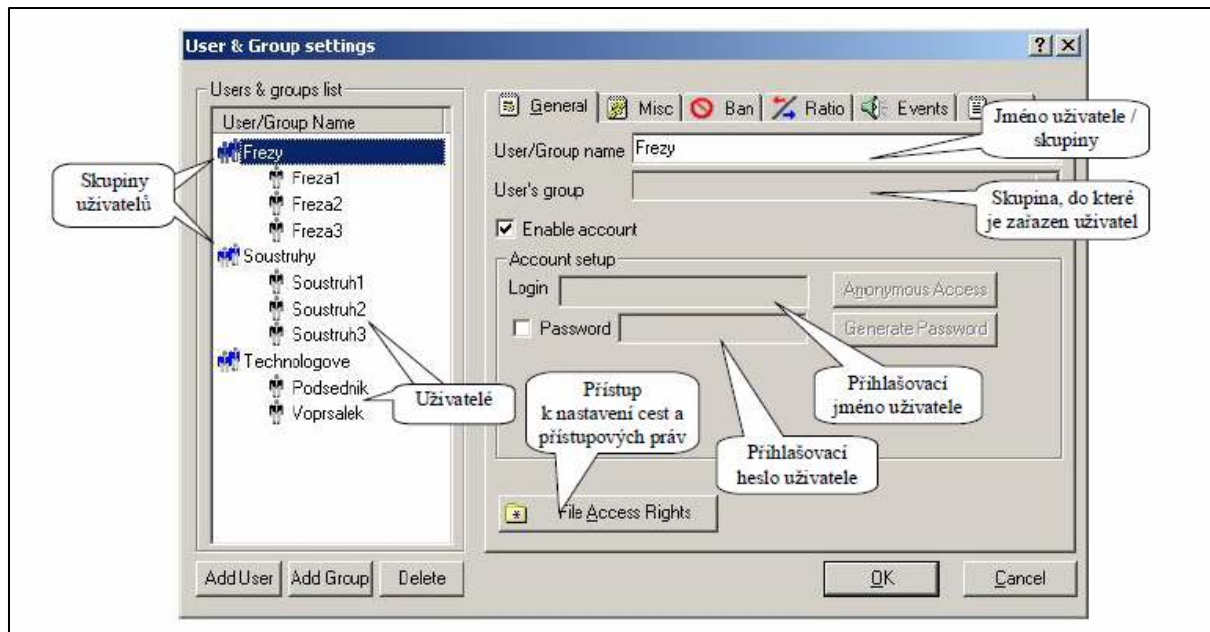 User & Group settings
Users & groups list
User/Group Name
Frezy
Freza1
Freza2
Freza3
Soustruhy
Soustruh1
Soustruh2
Soustruh3
Technologove
Podsednik
Voprsalek
Skupiny
uživatelů
Uživatelé
General Misc Ban Ratio Events
Jméno uživatele /
skupiny
User/Group name Frezy
User's group
Skupina, do které
je zařazen uživatel
Enable account
Account setup
Login Anonymous Access
Password Generate Password
Přihlašovací
jméno uživatele
Přístup
k nastavení cest a
přístupových práv
Přihlašovací
heslo uživatele
File Access Rights
Add User Add Group Delete
OK Cancel